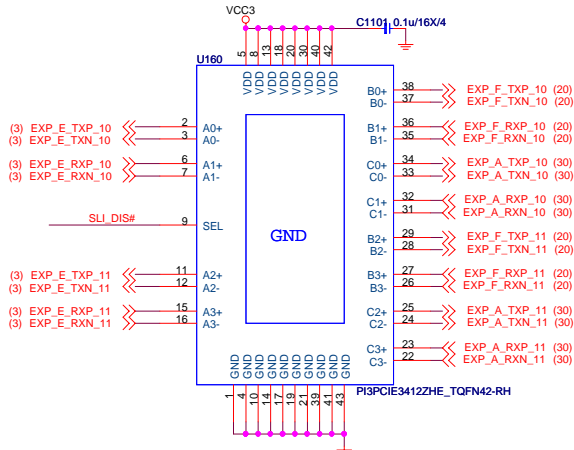 VCC3
C1101 0.1u/16X/4
U160
5 8 13 18 20 30 40 42
VDD VDD VDD VDD VDD VDD VDD VDD
(3) EXP_E_TXP_10 2 A0+
(3) EXP_E_TXN_10 3 A0-
(3) EXP_E_RXP_10 6 A1+
(3) EXP_E_RXN_10 7 A1-
SLI_DIS# 9 SEL
(3) EXP_E_TXP_11 11 A2+
(3) EXP_E_TXN_11 12 A2-
(3) EXP_E_RXP_11 15 A3+
(3) EXP_E_RXN_11 16 A3-
GND
B0+ 38 EXP_F_TXP_10 (20)
B0- 37 EXP_F_TXN_10 (20)
B1+ 36 EXP_F_RXP_10 (20)
B1- 35 EXP_F_RXN_10 (20)
C0+ 34 EXP_A_TXP_10 (30)
C0- 33 EXP_A_TXN_10 (30)
C1+ 32 EXP_A_RXP_10 (30)
C1- 31 EXP_A_RXN_10 (30)
B2+ 29 EXP_F_TXP_11 (20)
B2- 28 EXP_F_TXN_11 (20)
B3+ 27 EXP_F_RXP_11 (20)
B3- 26 EXP_F_RXN_11 (20)
C2+ 25 EXP_A_TXP_11 (30)
C2- 24 EXP_A_TXN_11 (30)
C3+ 23 EXP_A_RXP_11 (30)
C3- 22 EXP_A_RXN_11 (30)
GND GND GND GND GND GND GND GND GND GND
1 4 10 14 17 19 21 39 41 43
PI3PCIE3412ZHE_TQFN42-RH